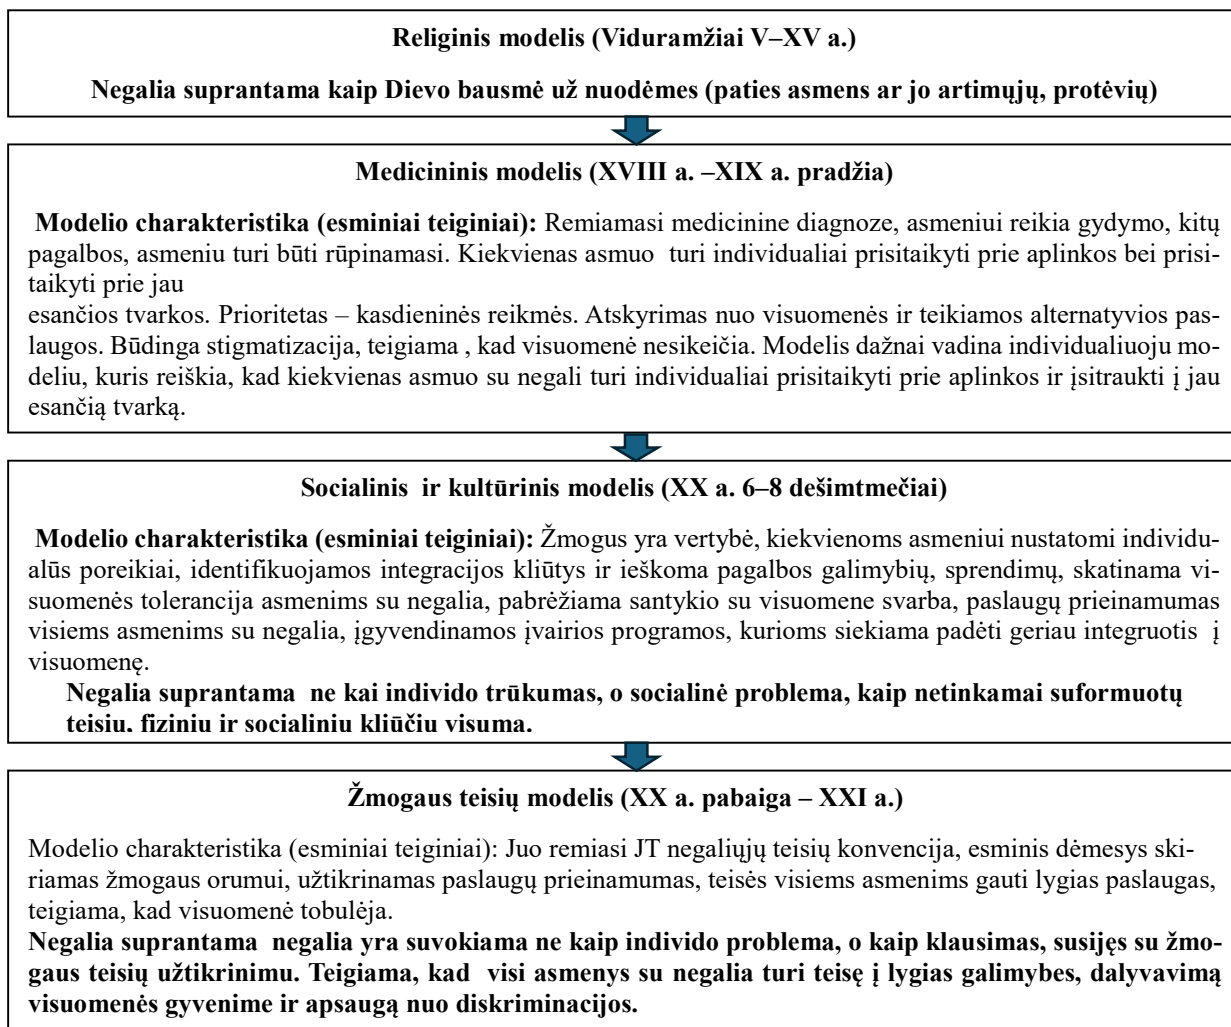 Religinis modelis (Viduramžiai V–XV a.)
Negalia suprantama kaip Dievo bausmė už nuodėmes (paties asmens ar jo artimųjų, protėvių)
Medicininis modelis (XVIII a. –XIX a. pradžia)
Modelio charakteristika (esminiai teiginiai): Remiamasi medicinine diagnoze, asmeniui reikia gydymo, kitų
pagalbos, asmeniu turi būti rūpinamasi. Kiekvienas asmuo turi individualiai prisitaikyti prie aplinkos bei prisi-
taikyti prie jau
esančios tvarkos. Prioritetas – kasdieninės reikmės. Atskyrimas nuo visuomenės ir teikiamos alternatyvios pas-
laugos. Būdinga stigmatizacija, teigiama , kad visuomenė nesikeičia. Modelis dažnai vadina individualiuoju mo-
deliu, kuris reiškia, kad kiekvienas asmuo su negali turi individualiai prisitaikyti prie aplinkos ir įsitraukti į jau
esančią tvarką.
Socialinis ir kultūrinis modelis (XX a. 6–8 dešimtmečiai)
Modelio charakteristika (esminiai teiginiai): Žmogus yra vertybė, kiekvienoms asmeniui nustatomi individu-
alūs poreikiai, identifikuojamos integracijos kliūtys ir ieškoma pagalbos galimybių, sprendimų, skatinama vi-
suomenės tolerancija asmenims su negalia, pabrėžiama santykio su visuomene svarba, paslaugų prieinamumas
visiems asmenims su negalia, įgyvendinamos įvairios programos, kurioms siekiama padėti geriau integruotis į
visuomenę.
Negalia suprantama ne kai individo trūkumas, o socialinė problema, kaip netinkamai suformuotų
teisių, fizinių ir socialinių kliūčių visuma.
Žmogaus teisių modelis (XX a. pabaiga – XXI a.)
Modelio charakteristika (esminiai teiginiai): Juo remiasi JT negaliųjų teisių konvencija, esminis dėmesys ski-
riamas žmogaus orumui, užtikrinamas paslaugų prieinamumas, teisės visiems asmenims gauti lygias paslaugas,
teigiama, kad visuomenė tobulėja.
Negalia suprantama negalia yra suvokiama ne kaip individo problema, o kaip klausimas, susijęs su žmo-
gaus teisių užtikrinimu. Teigiama, kad visi asmenys su negalia turi teisę į lygias galimybes, dalyvavimą
visuomenės gyvenime ir apsaugą nuo diskriminacijos.